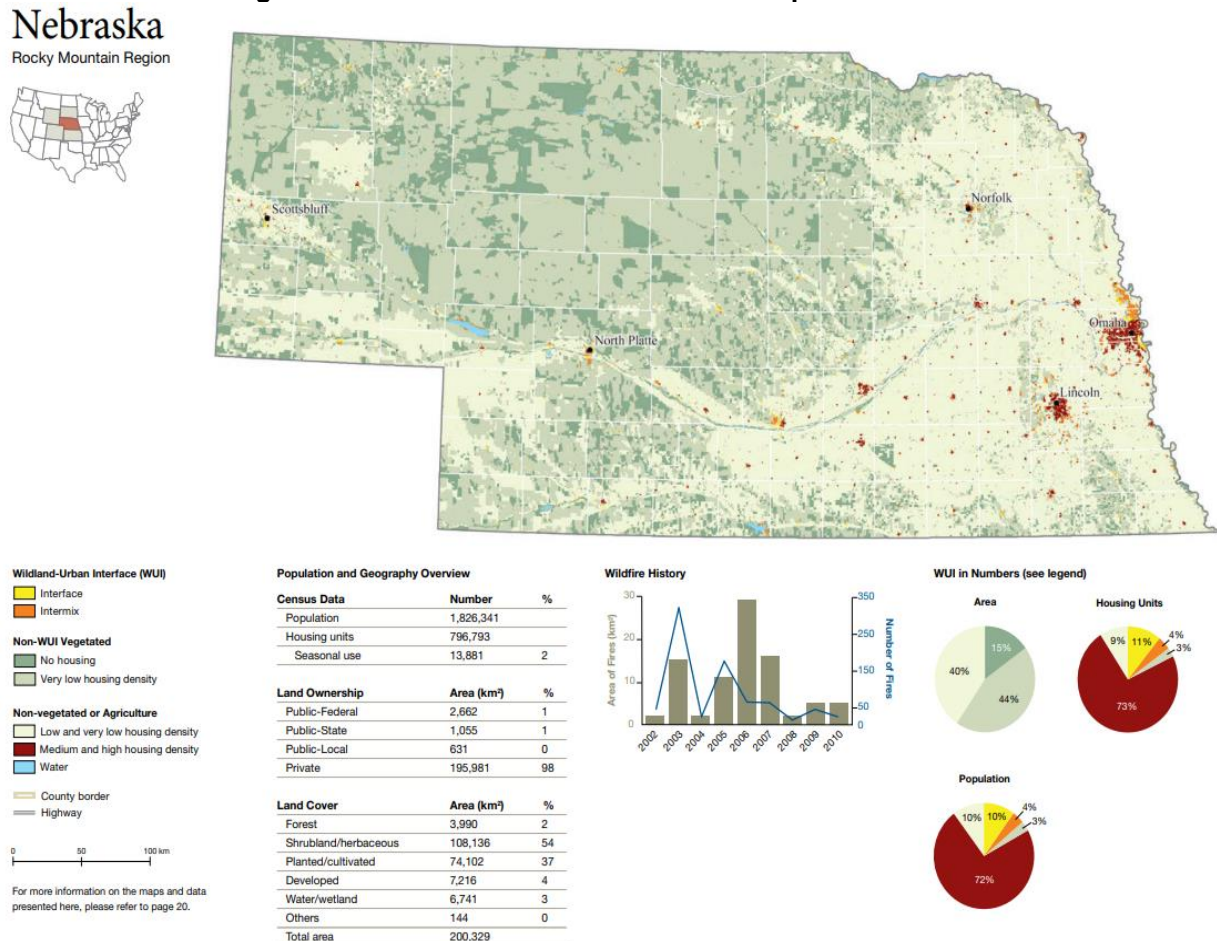 Nebraska
Rocky Mountain Region
Scottsbluff
Norfolk
North Platte
Omaha
Lincoln
Wildland-Urban Interface (WUI)
Interface
Intermix
Non-WUI Vegetated
No housing
Very low housing density
Non-vegetated or Agriculture
Low and very low housing density
Medium and high housing density
Water
County border
Highway
0 50 100 km
For more information on the maps and data
presented here, please refer to page 20.
Population and Geography Overview
Census Data Number %
Population 1,826,341
Housing units 796,793
Seasonal use 13,881 2
Land Ownership Area (km²) %
Public-Federal 2,662 1
Public-State 1,055 1
Public-Local 631 0
Private 195,981 98
Land Cover Area (km²) %
Forest 3,990 2
Shrubland/herbaceous 108,136 54
Planted/cultivated 74,102 37
Developed 7,216 4
Water/wetland 6,741 3
Others 144 0
Total area 200,329
Wildfire History
Area of Fires (km²)
30
20
10
0
Number of Fires
350
250
150
50
0
2002 2003 2004 2005 2006 2007 2008 2009 2010
WUI in Numbers (see legend)
Area
15%
40%
44%
Housing Units
9% 11% 4%
3%
73%
Population
10% 10% 4%
3%
72%